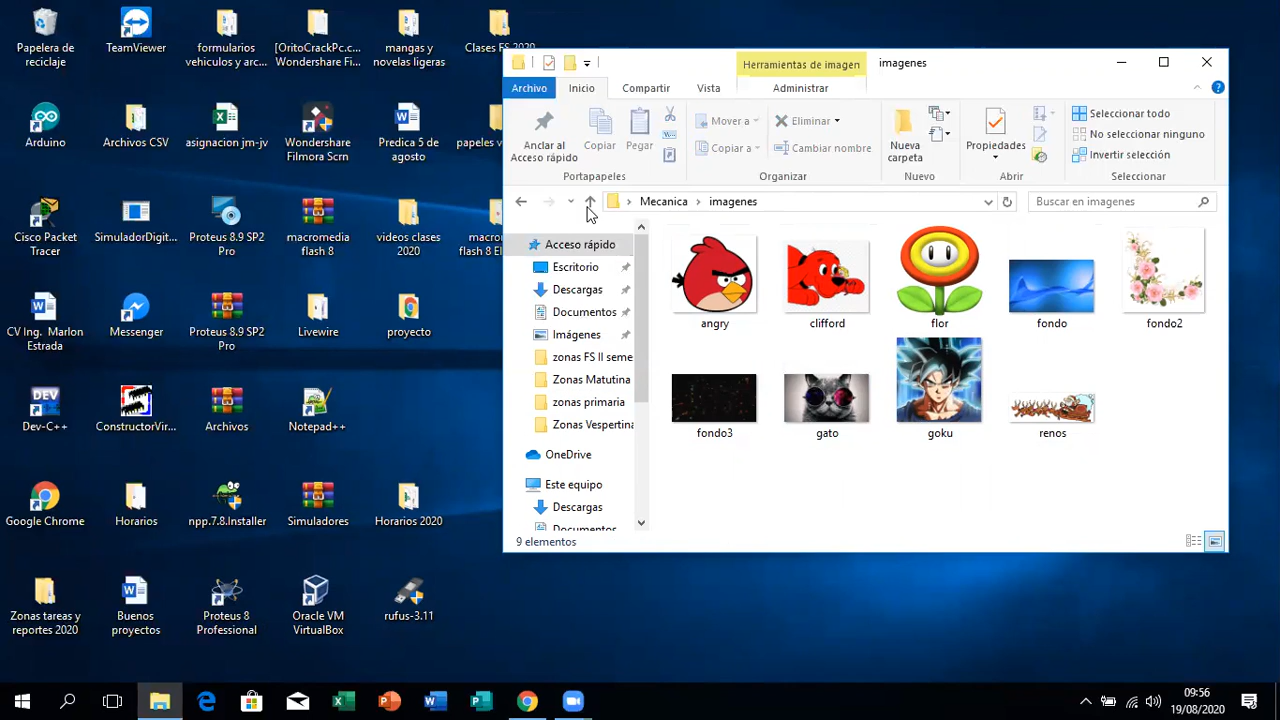 Papelera de reciclaje
TeamViewer
formularios vehiculos y arc...
[OritoCrackPc.c... Wondershare Fi...
mangas y novelas ligeras
Clases FS 2020
Arduino
Archivos CSV
asignacion jm-jv
Wondershare Filmora Scrn
Predica 5 de agosto
papeles v
Cisco Packet Tracer
SimuladorDigit...
Proteus 8.9 SP2 Pro
macromedia flash 8
videos clases 2020
macrom
flash 8 El
CV Ing. Marlon Estrada
Messenger
Proteus 8.9 SP2 Pro
Livewire
proyecto
Dev-C++
ConstructorVir...
Archivos
Notepad++
Google Chrome
Horarios
npp.7.8.Installer
Simuladores
Horarios 2020
Zonas tareas y reportes 2020
Buenos proyectos
Proteus 8 Professional
Oracle VM VirtualBox
rufus-3.11
Herramientas de imagen
imagenes
Archivo
Inicio
Compartir
Vista
Administrar
Anclar al Acceso rápido
Copiar
Pegar
Portapapeles
Mover a
Copiar a
Eliminar
Cambiar nombre
Organizar
Nueva carpeta
Nuevo
Propiedades
Abrir
Seleccionar todo
No seleccionar ninguno
Invertir selección
Seleccionar
Mecanica
imagenes
Buscar en imagenes
Acceso rápido
Escritorio
Descargas
Documentos
Imágenes
zonas FS II seme
Zonas Matutina
zonas primaria
Zonas Vespertina
OneDrive
Este equipo
Descargas
Documentos
angry
clifford
flor
fondo
fondo2
fondo3
gato
goku
renos
9 elementos
09:56
19/08/2020